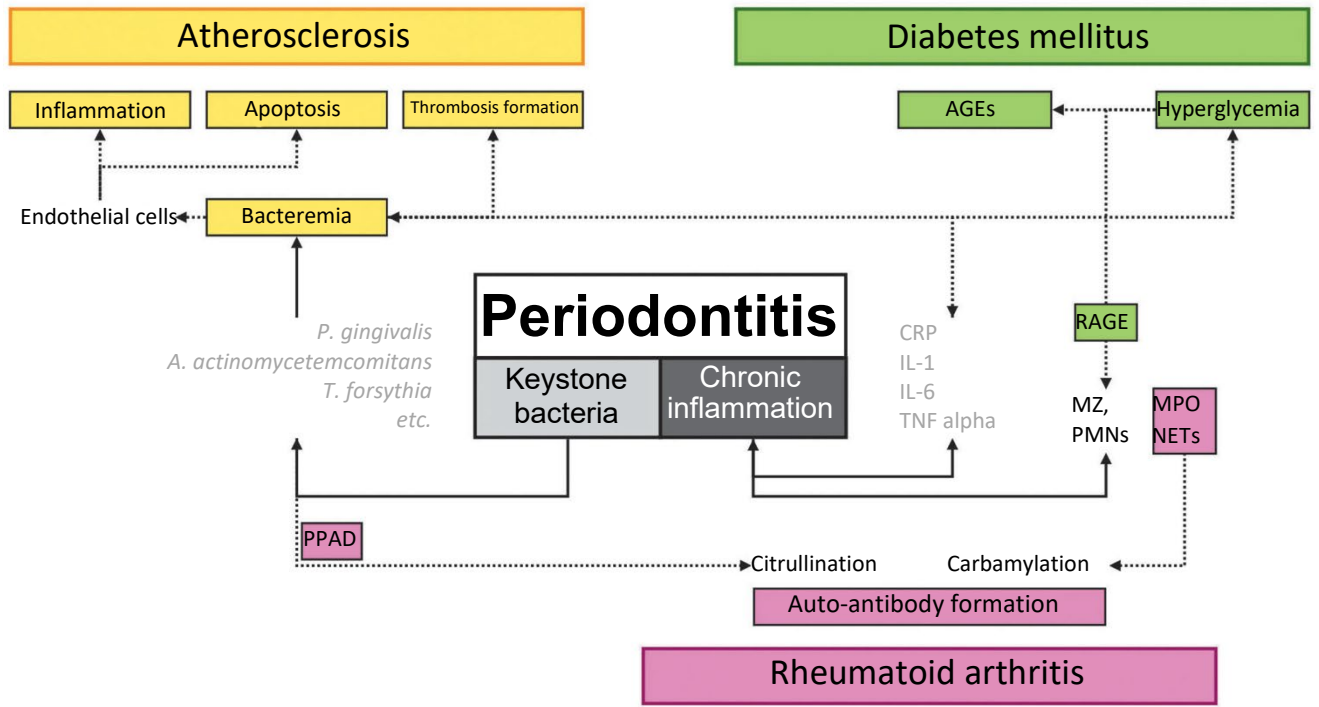 Atherosclerosis
Diabetes mellitus
Inflammation
Apoptosis
Thrombosis formation
AGEs
Hyperglycemia
Endothelial cells
Bacteremia
Periodontitis
Keystone
bacteria
Chronic
inflammation
P. gingivalis
A. actinomycetemcomitans
T. forsythia
etc.
CRP
IL-1
IL-6
TNF alpha
RAGE
MZ,
PMNs
MPO
NETs
PPAD
Citrullination
Carbamylation
Auto-antibody formation
Rheumatoid arthritis